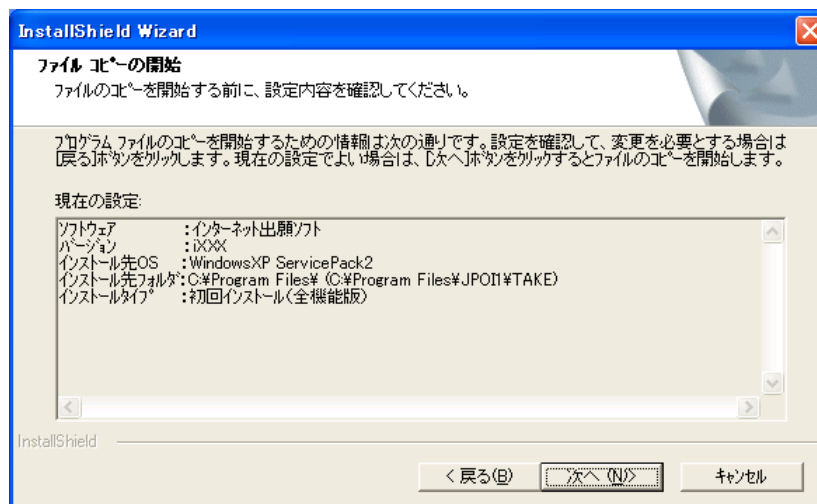 InstallShield Wizard
ファイル コピーの開始
ファイルのコピーを開始する前に、設定内容を確認してください。
プログラム ファイルのコピーを開始するための情報は次の通りです。設定を確認して、変更を必要とする場合は
[戻る]ボタンをクリックします。現在の設定でよい場合は、[次へ]ボタンをクリックするとファイルのコピーを開始します。
現在の設定:
ソフトウェア :インターネット出願ソフト
バージョン :iXXX
インストール先OS :WindowsXP ServicePack2
インストール先フォルダ:C:¥Program Files¥ (C:¥Program Files¥JPOI1¥TAKE)
インストールタイプ :初回インストール(全機能版)
InstallShield
< 戻る(B) 次へ (N)> キャンセル